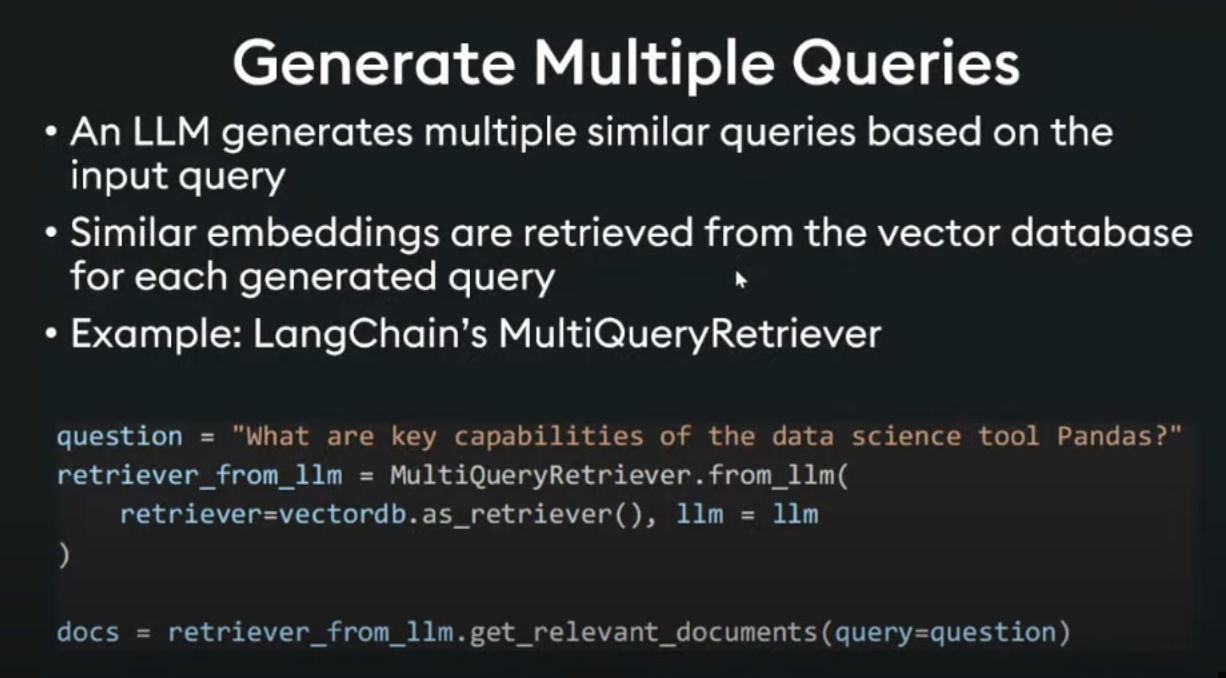 Generate Multiple Queries
• An LLM generates multiple similar queries based on the
input query
• Similar embeddings are retrieved from the vector database
for each generated query
• Example: LangChain’s MultiQueryRetriever
question = "What are key capabilities of the data science tool Pandas?"
retriever_from_llm = MultiQueryRetriever.from_llm(
    retriever=vectordb.as_retriever(), llm = llm
)
docs = retriever_from_llm.get_relevant_documents(query=question)